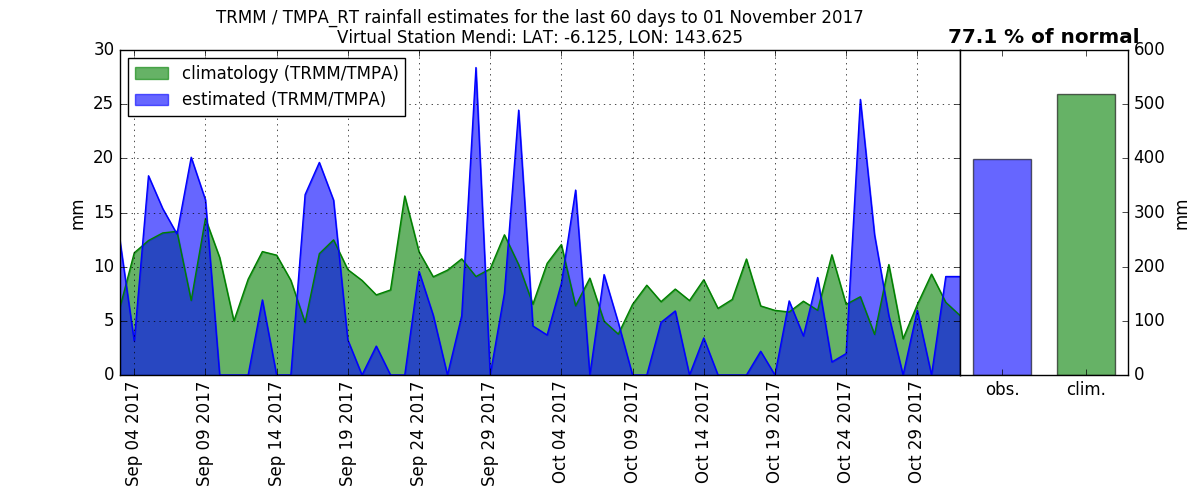 TRMM / TMPA_RT rainfall estimates for the last 60 days to 01 November 2017
Virtual Station Mendi: LAT: -6.125, LON: 143.625
77.1 % of normal
climatology (TRMM/TMPA)
estimated (TRMM/TMPA)
30
25
20
15
10
5
0
mm
600
500
400
300
200
100
0
mm
Sep 04 2017
Sep 09 2017
Sep 14 2017
Sep 19 2017
Sep 24 2017
Sep 29 2017
Oct 04 2017
Oct 09 2017
Oct 14 2017
Oct 19 2017
Oct 24 2017
Oct 29 2017
obs.
clim.